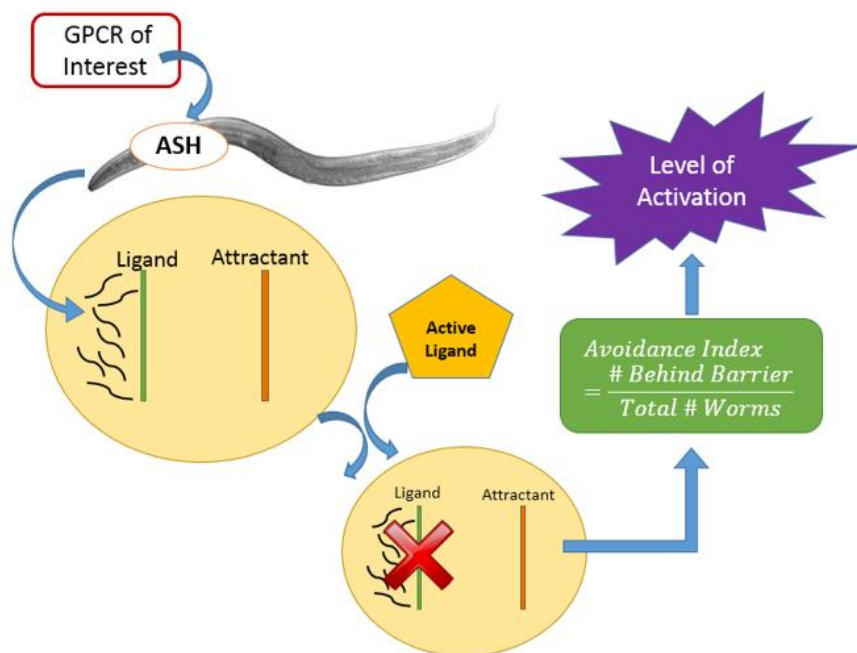 GPCR of
Interest
ASH
Ligand
Attractant
Active
Ligand
Ligand
Attractant
Level of
Activation
Avoidance Index
= # Behind Barrier
Total # Worms